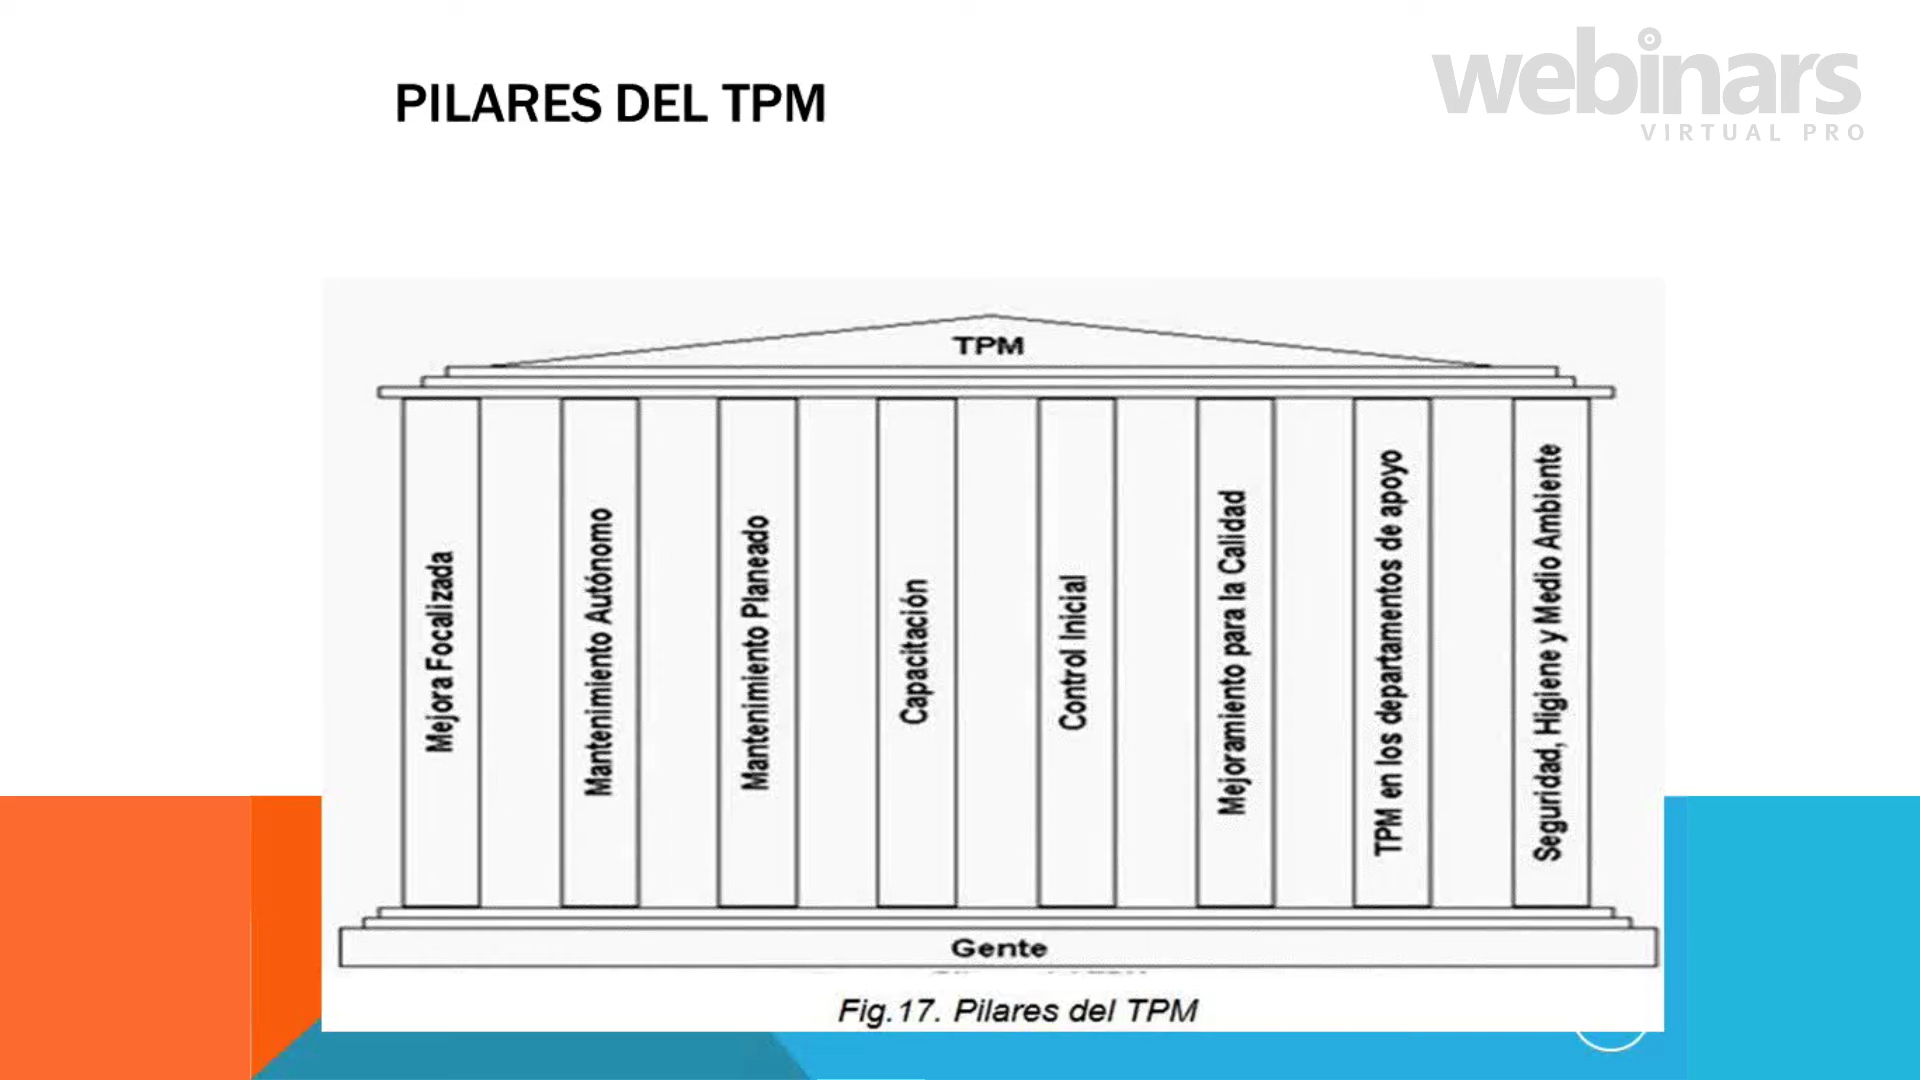 webinars
VIRTUAL PRO
PILARES DEL TPM
TPM
Mejora Focalizada
Mantenimiento Autónomo
Mantenimiento Planeado
Capacitación
Control Inicial
Mejoramiento para la Calidad
TPM en los departamentos de apoyo
Seguridad, Higiene y Medio Ambiente
Gente
Fig.17. Pilares del TPM